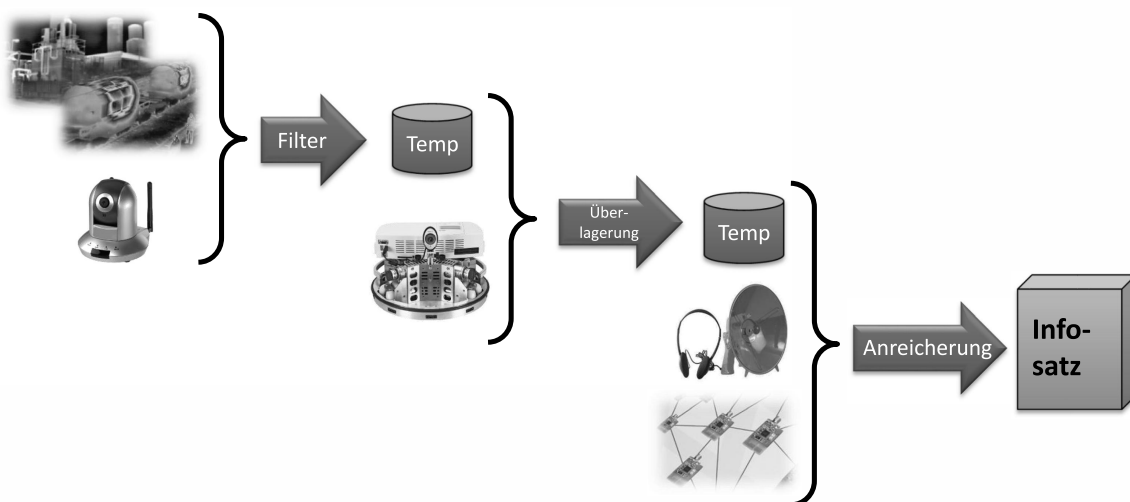 Filter
Temp
Über-
lagerung
Temp
Anreicherung
Info-
satz